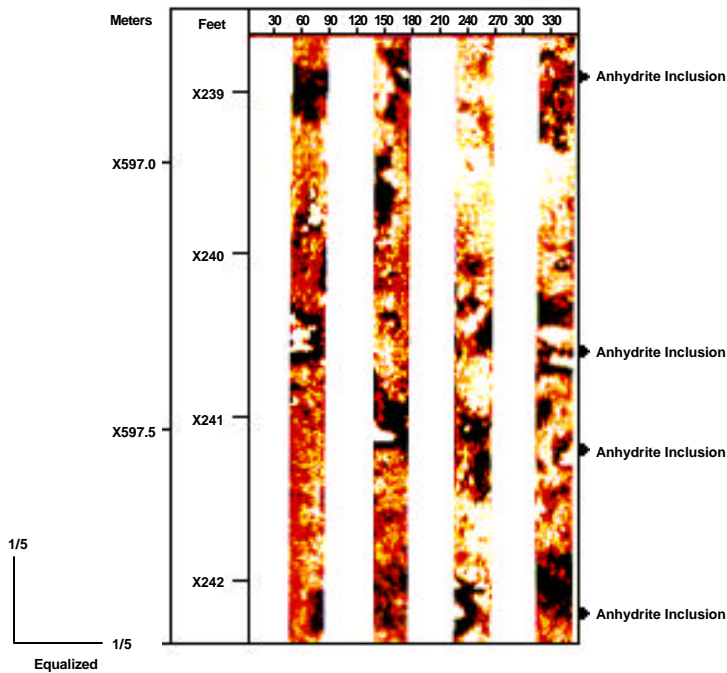 Meters Feet 30 60 90 120 150 180 210 240 270 300 330
Anhydrite Inclusion
X239
X597.0
X240
Anhydrite Inclusion
X241
X597.5
Anhydrite Inclusion
1/5
X242
Anhydrite Inclusion
1/5
Equalized